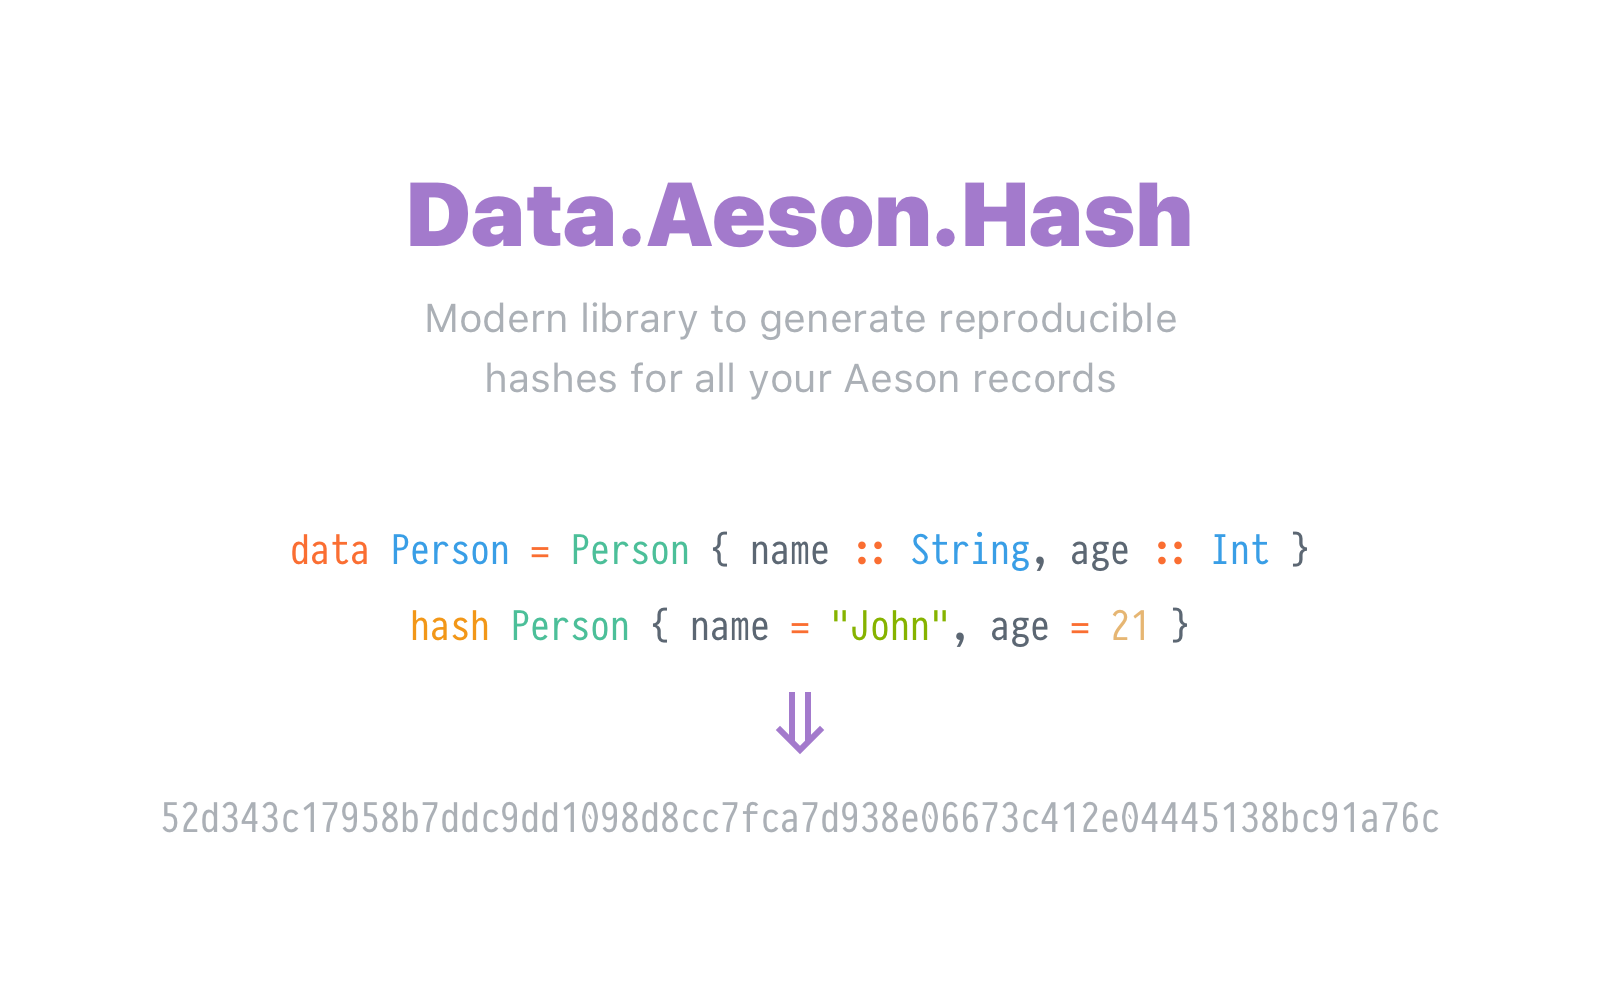 Data.Aeson.Hash
Modern library to generate reproducible
hashes for all your Aeson records
data Person = Person { name :: String, age :: Int }
hash Person { name = "John", age = 21 }
⇓
52d343c17958b7ddc9dd1098d8cc7fca7d938e06673c412e04445138bc91a76c